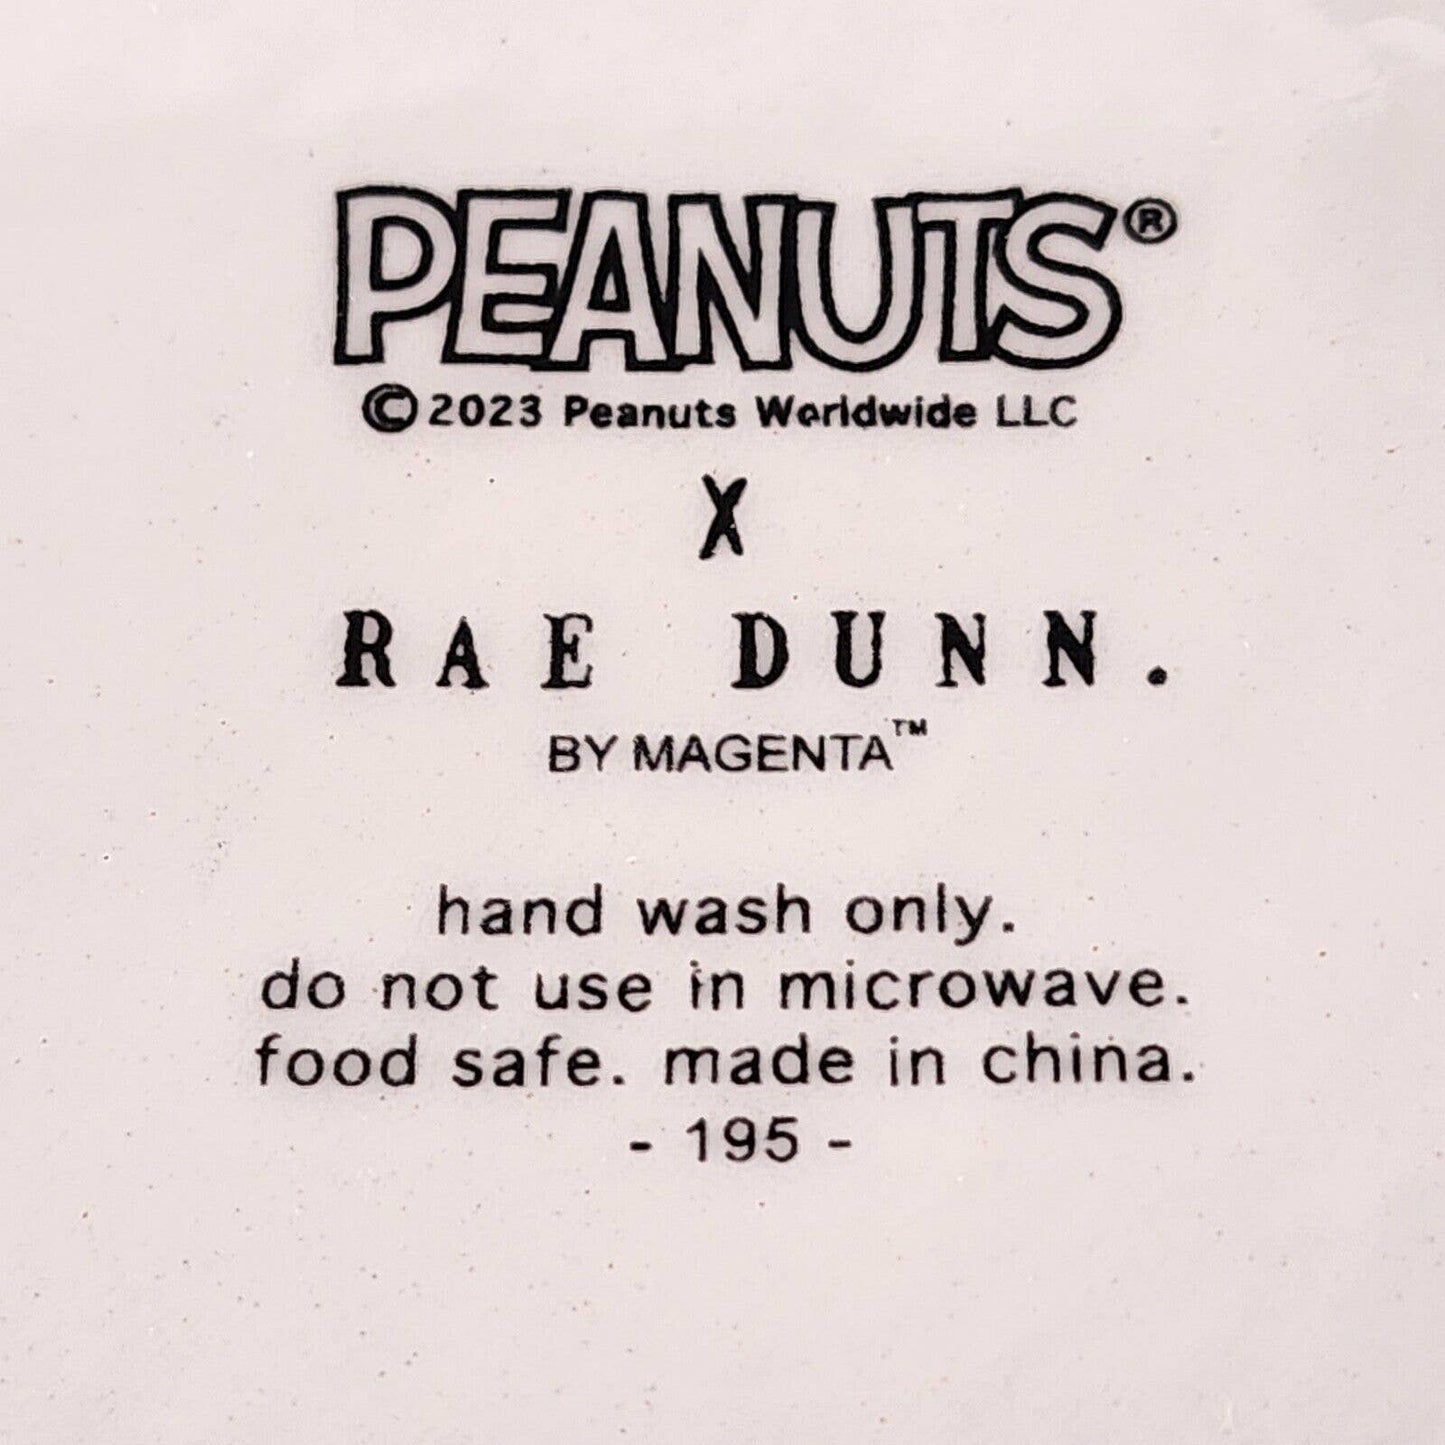 PEANUTS®
©2023 Peanuts Worldwide LLC
X
RAE DUNN.
BY MAGENTA™
hand wash only.
do not use in microwave.
food safe. made in china.
- 195 -